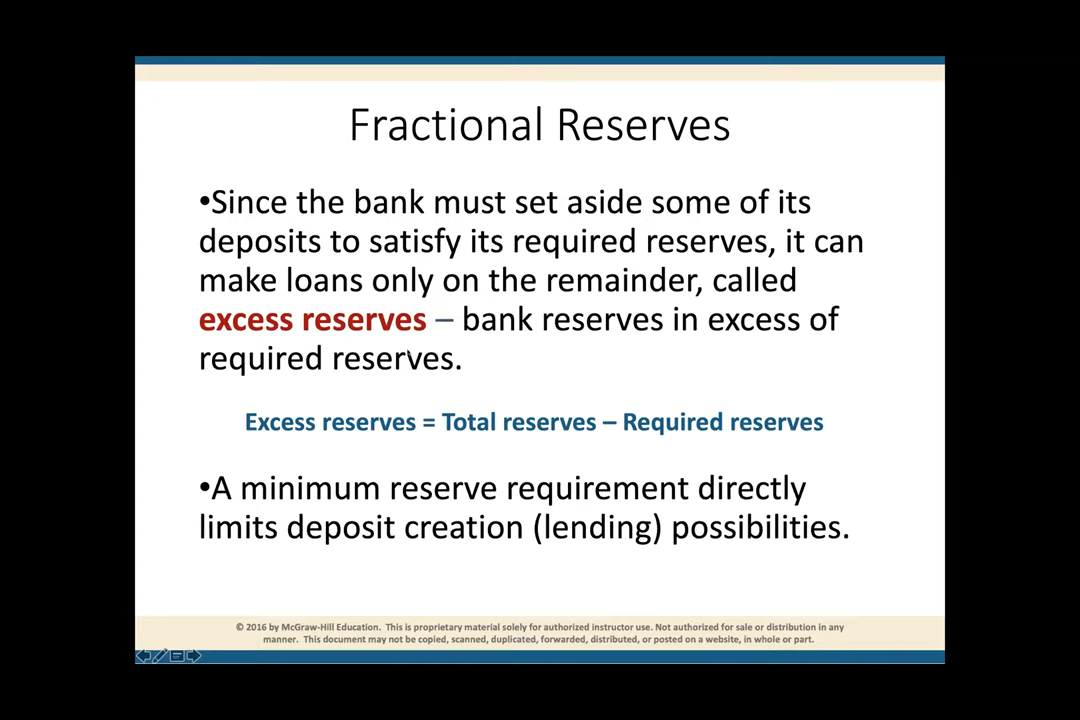 Fractional Reserves
•Since the bank must set aside some of its
deposits to satisfy its required reserves, it can
make loans only on the remainder, called
excess reserves – bank reserves in excess of
required reserves.
Excess reserves = Total reserves – Required reserves
•A minimum reserve requirement directly
limits deposit creation (lending) possibilities.
© 2016 by McGraw-Hill Education. This is proprietary material solely for authorized instructor use. Not authorized for sale or distribution in any
manner. This document may not be copied, scanned, duplicated, forwarded, distributed, or posted on a website, in whole or part.